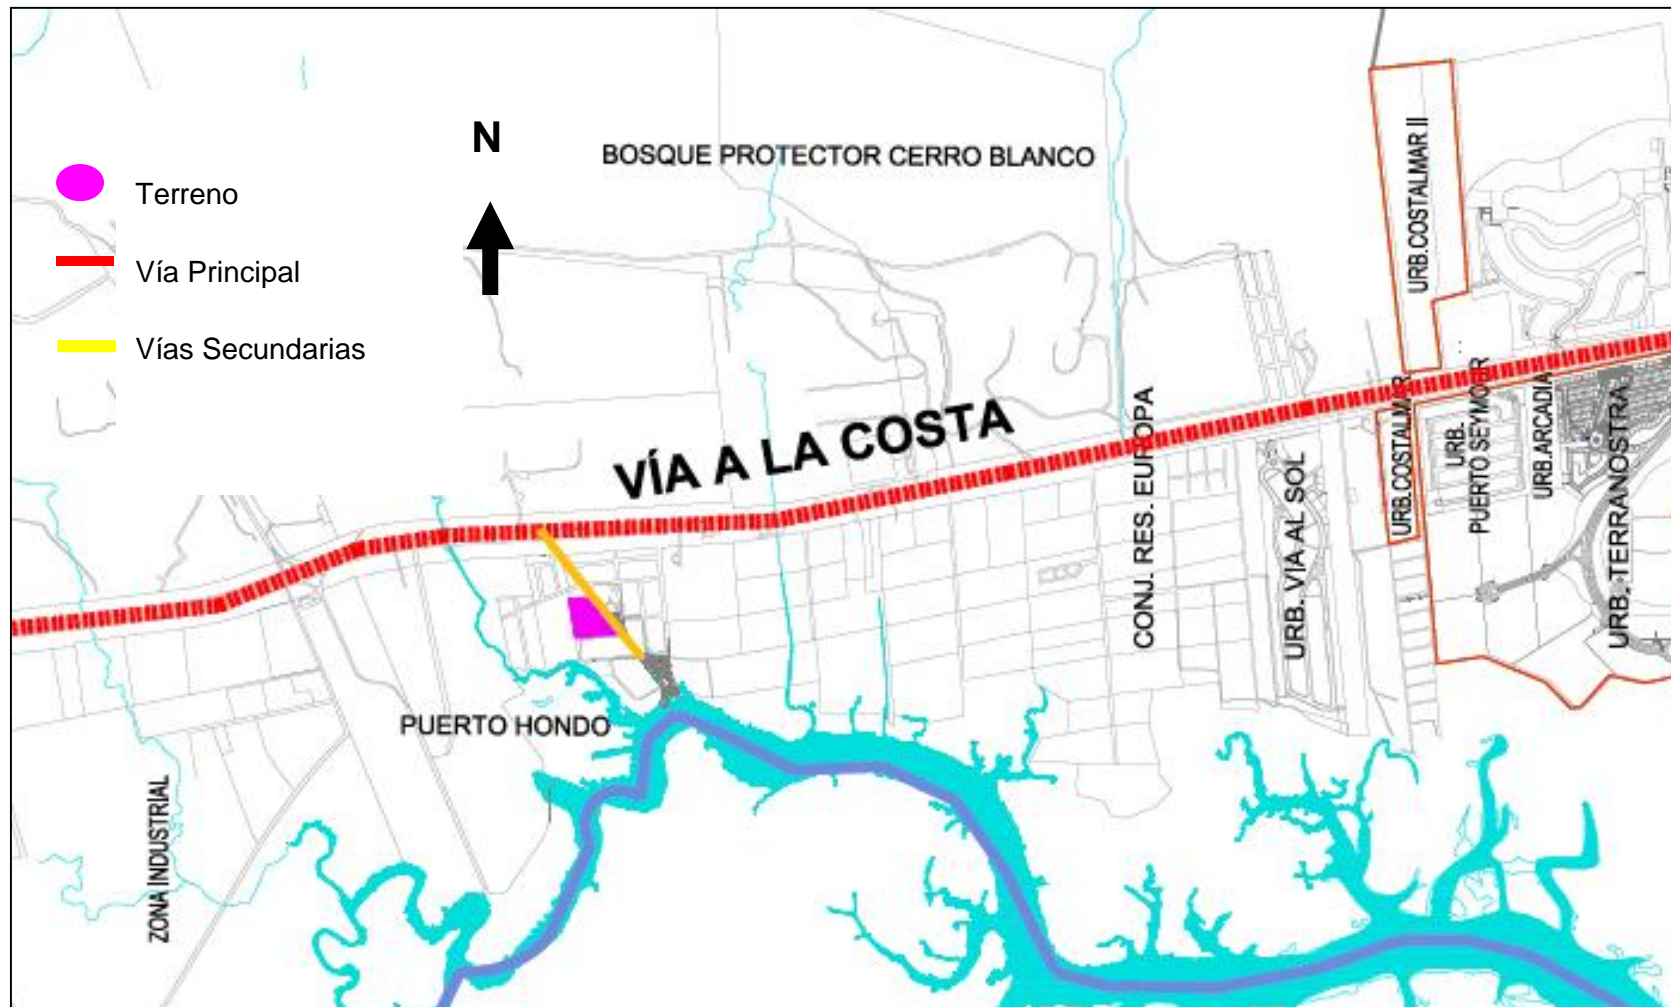 N
BOSQUE PROTECTOR CERRO BLANCO
Terreno
Vía Principal
Vías Secundarias
VÍA A LA COSTA
URB.COSTALMAR II
URB.COSTALMAR
URB.
PUERTO SEYMOUR
URB.ARCADIA
URB. TERRANOSTRA
CONJ. RES. EUROPA
URB. VIA AL SOL
PUERTO HONDO
ZONA INDUSTRIAL